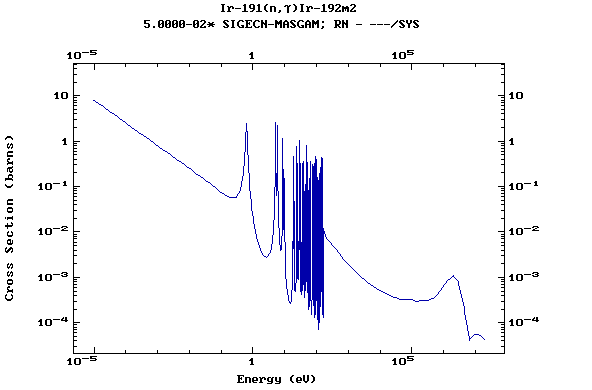 Ir-191(n,γ)Ir-192m2
5.0000-02* SIGECN-MASGAM; RN - ---/SYS
10⁻⁵ 1 10⁵
10 10
1 1
10⁻¹ 10⁻¹
10⁻² 10⁻²
10⁻³ 10⁻³
10⁻⁴ 10⁻⁴
Cross Section (barns)
10⁻⁵ 1 10⁵
Energy (eV)